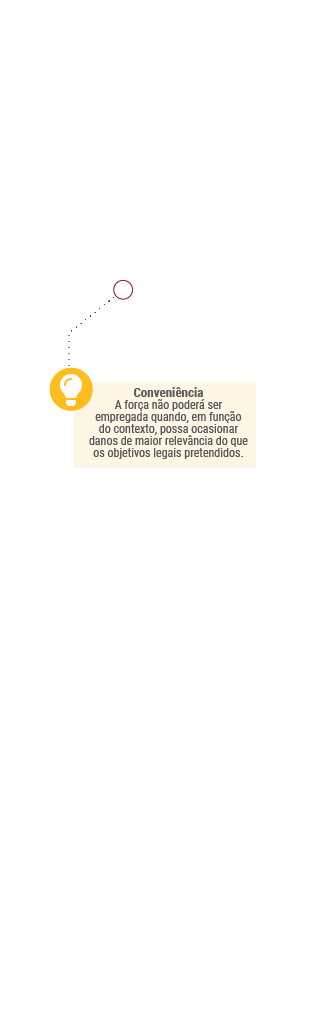 Conveniência
A força não poderá ser
empregada quando, em função
do contexto, possa ocasionar
danos de maior relevância do que
os objetivos legais pretendidos.